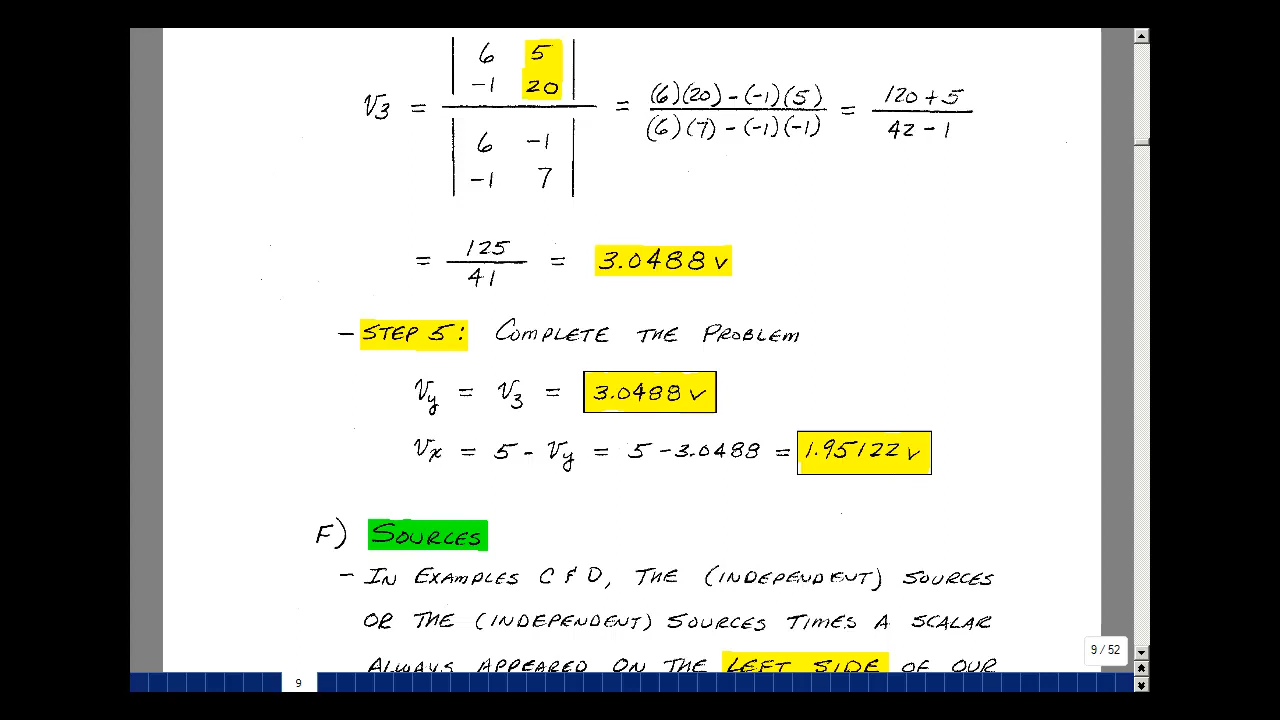 | 6 5 |
| -1 20 |
V3 = ——— = (6)(20) - (-1)(5) / (6)(7) - (-1)(-1) = 120 + 5 / 42 - 1
| 6 -1 |
| -1 7 |
= 125 / 41 = 3.0488 V
- STEP 5: COMPLETE THE PROBLEM
Vy = V3 = 3.0488 V
Vx = 5 - Vy = 5 - 3.0488 = 1.95122 V
F) SOURCES
- IN EXAMPLES C & D, THE (INDEPENDENT) SOURCES
OR THE (INDEPENDENT) SOURCES TIMES A SCALAR
ALWAYS APPEARED ON THE LEFT SIDE OF OUR
9 / 52
9